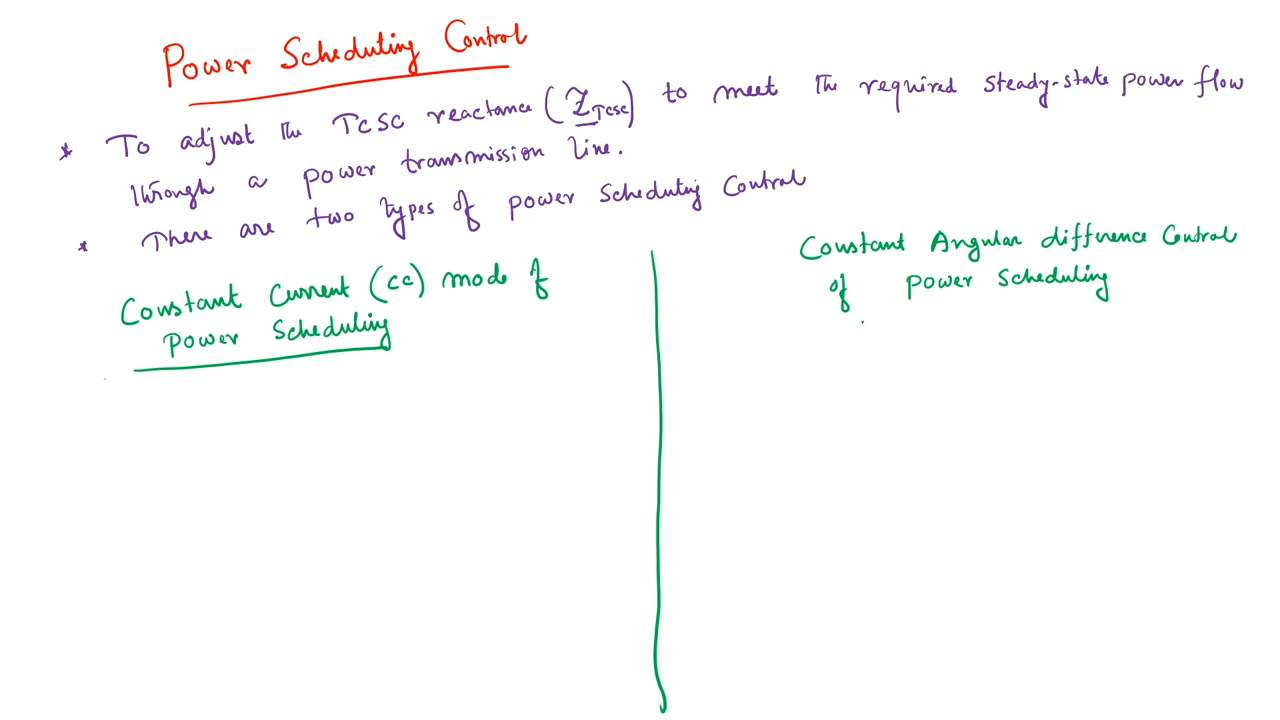 Power Scheduting Control
* To adjust the TCSC reactance (Z_Tcsc) to meet the required steady-state power flow
through a power transmission line.
* There are two types of power scheduting Control
Constant Current (CC) mode of
Power Scheduling
Constant Angular difference Control
of power scheduling